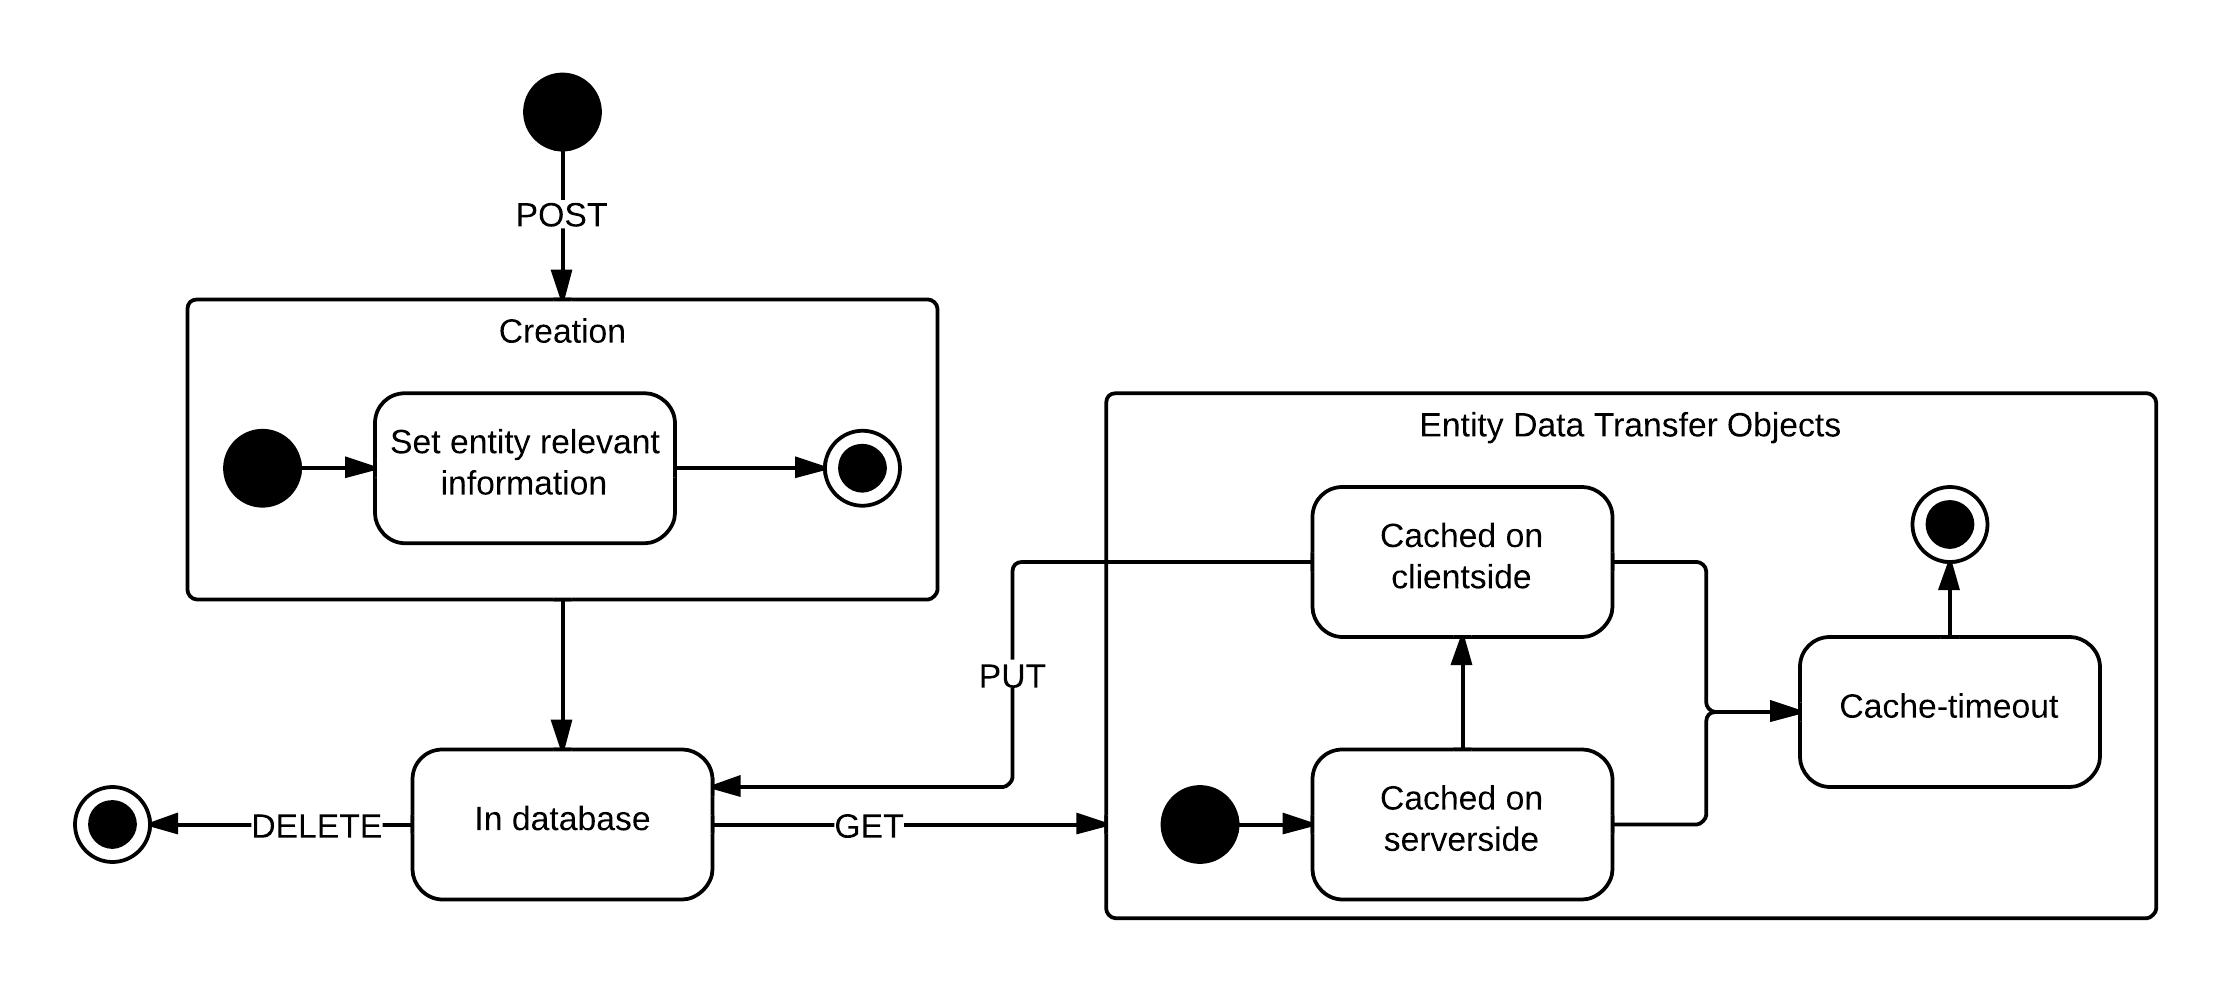 POST
Creation
Set entity relevant
information
Entity Data Transfer Objects
Cached on
clientside
PUT
Cache-timeout
DELETE
In database
GET
Cached on
serverside